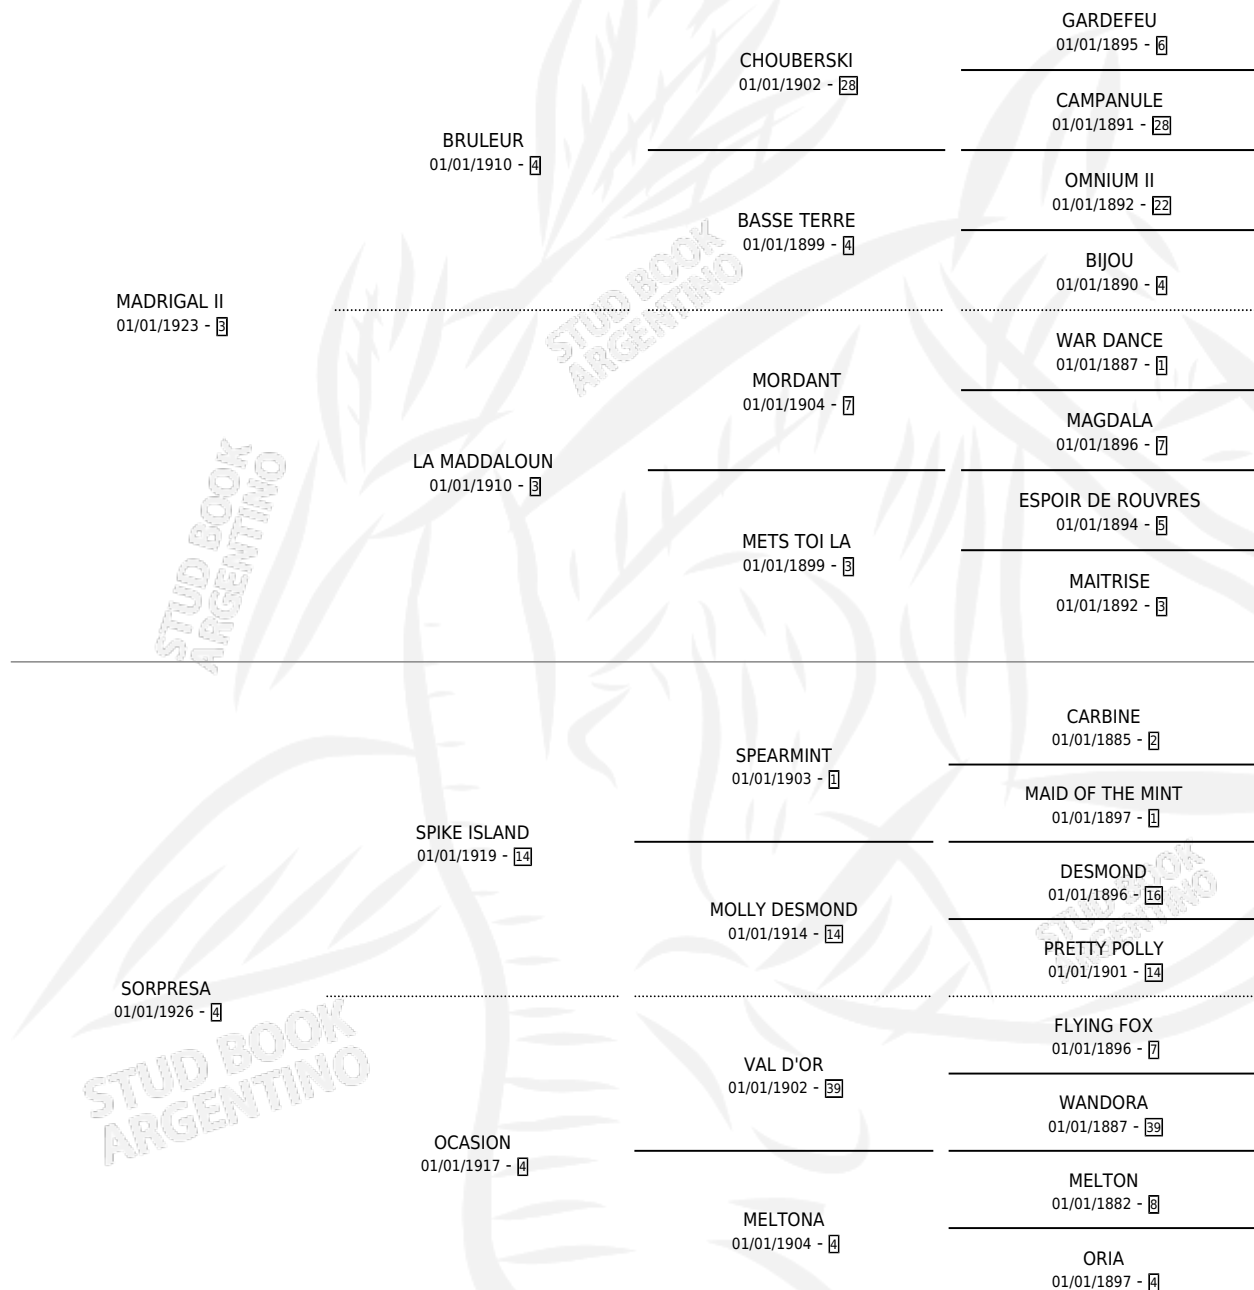 GARDEFEU
01/01/1895 - 6
CHOUBERSKI
01/01/1902 - 28
CAMPANULE
01/01/1891 - 28
BRULEUR
01/01/1910 - 4
OMNIUM II
01/01/1892 - 22
BASSE TERRE
01/01/1899 - 4
BIJOU
01/01/1890 - 4
MADRIGAL II
01/01/1923 - 3
WAR DANCE
01/01/1887 - 1
MORDANT
01/01/1904 - 7
MAGDALA
01/01/1896 - 7
LA MADDALOUN
01/01/1910 - 3
ESPOIR DE ROUVRES
01/01/1894 - 5
METS TOI LA
01/01/1899 - 3
MAITRISE
01/01/1892 - 3
STUD BOOK
ARGENTINO
STUD BOOK
ARGENTINO
CARBINE
01/01/1885 - 2
SPEARMINT
01/01/1903 - 1
MAID OF THE MINT
01/01/1897 - 1
SPIKE ISLAND
01/01/1919 - 14
DESMOND
01/01/1896 - 16
MOLLY DESMOND
01/01/1914 - 14
PRETTY POLLY
01/01/1901 - 14
SORPRESA
01/01/1926 - 4
FLYING FOX
01/01/1896 - 7
VAL D'OR
01/01/1902 - 39
WANDORA
01/01/1887 - 39
OCASION
01/01/1917 - 4
MELTON
01/01/1882 - 8
MELTONA
01/01/1904 - 4
ORIA
01/01/1897 - 4
STUD BOOK
ARGENTINO
STUD BOOK
ARGENTINO